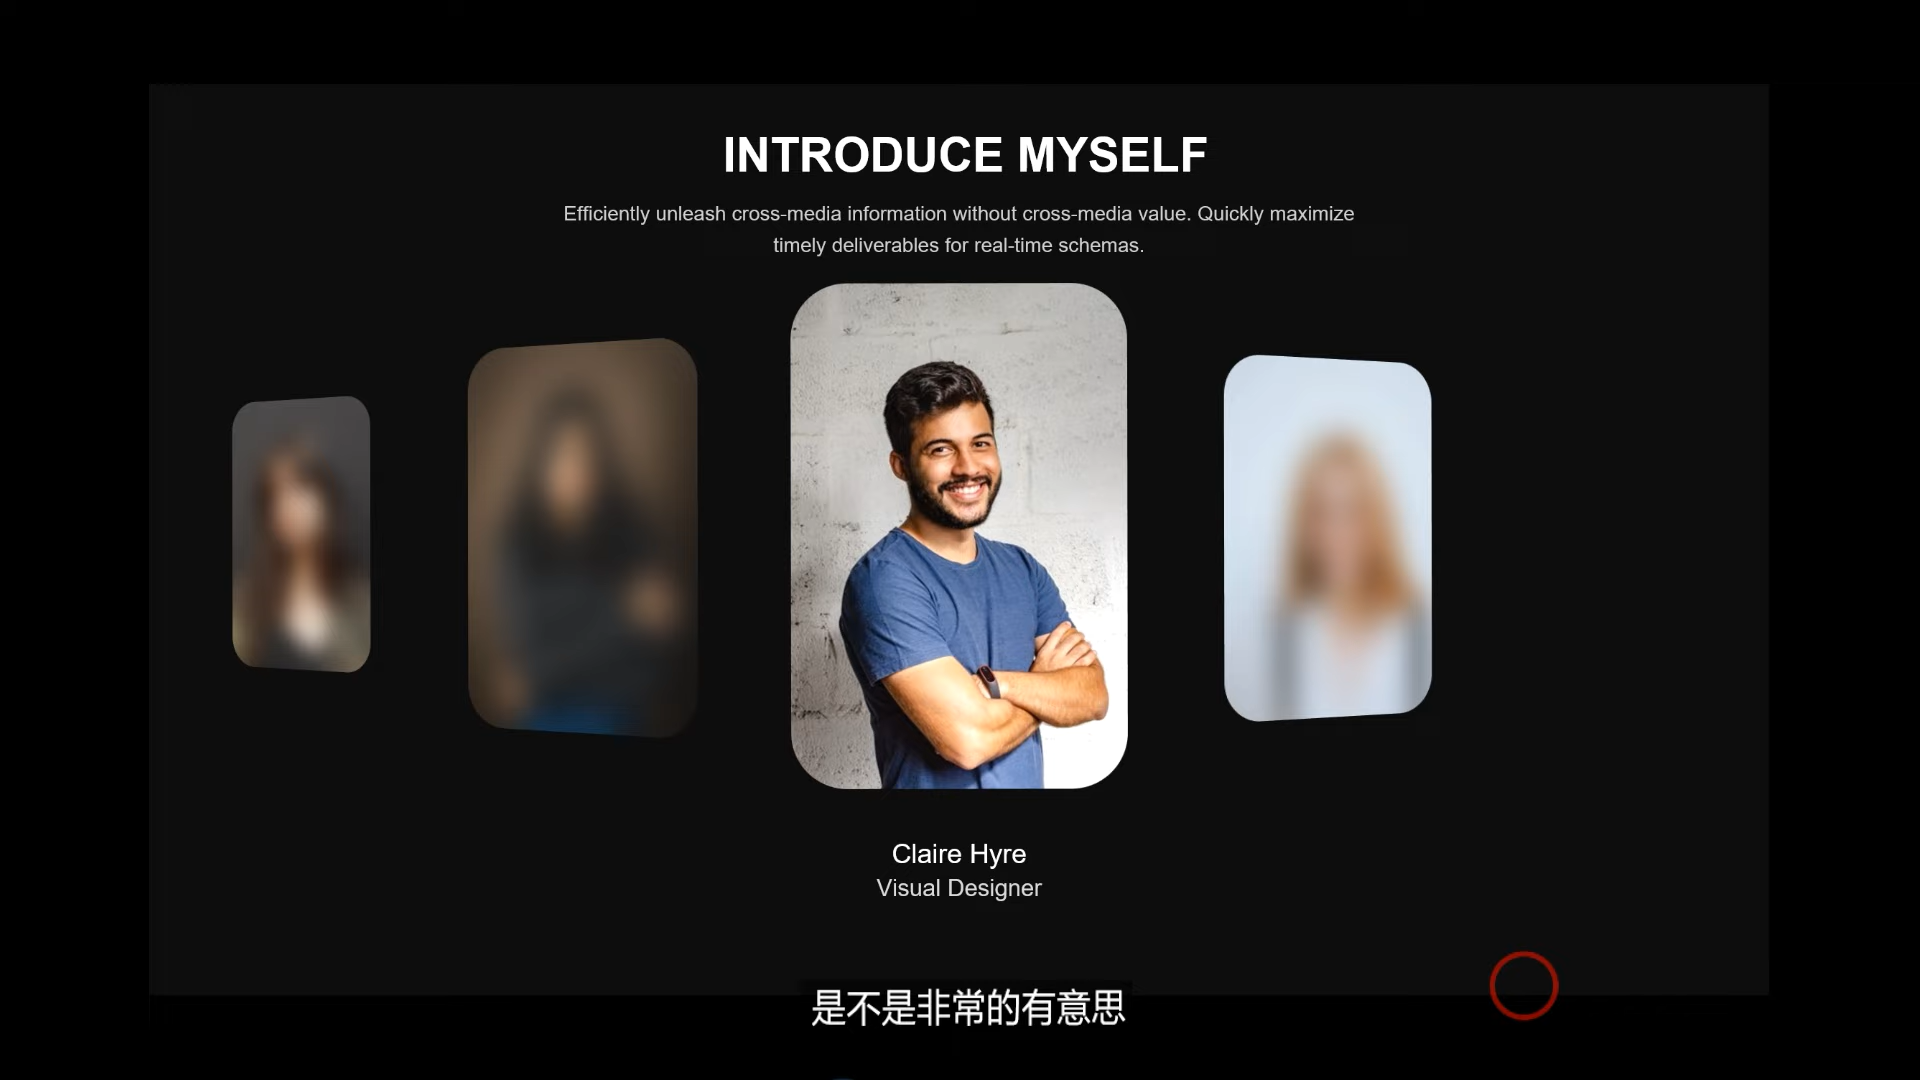 INTRODUCE MYSELF
Efficiently unleash cross-media information without cross-media value. Quickly maximize
timely deliverables for real-time schemas.
Claire Hyre
Visual Designer
是不是非常的有意思